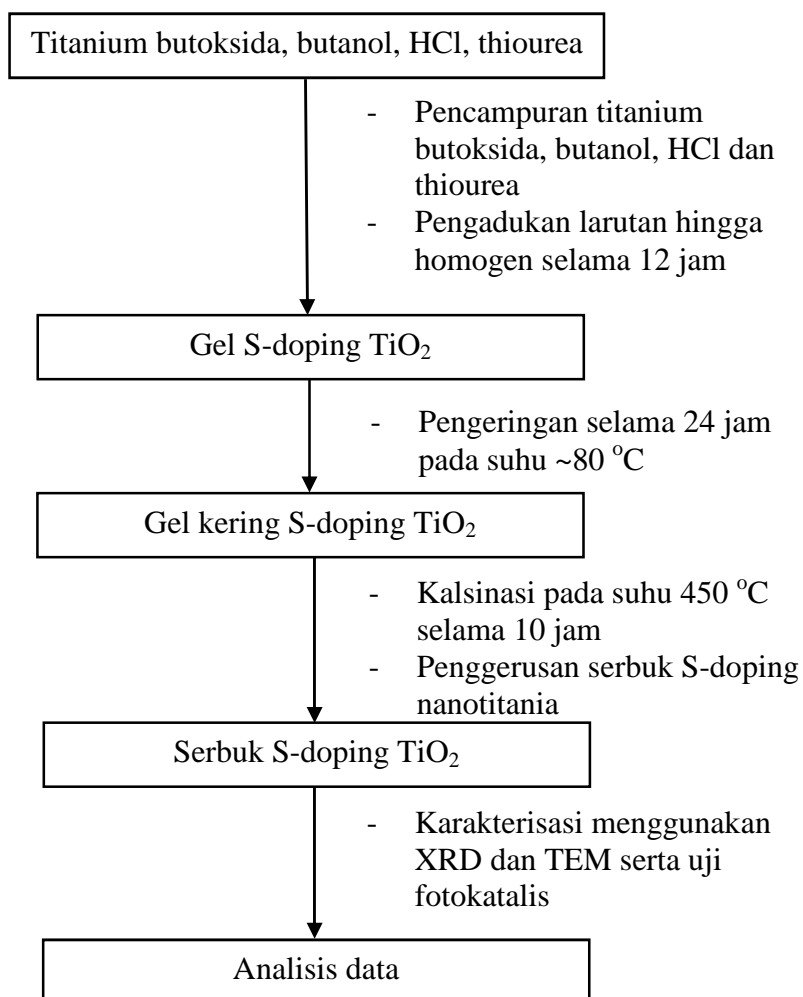 Titanium butoksida, butanol, HCl, thiourea
- Pencampuran titanium
butoksida, butanol, HCl dan
thiourea
- Pengadukan larutan hingga
homogen selama 12 jam
Gel S-doping TiO₂
- Pengeringan selama 24 jam
pada suhu ~80 °C
Gel kering S-doping TiO₂
- Kalsinasi pada suhu 450 °C
selama 10 jam
- Penggerusan serbuk S-doping
nanotitania
Serbuk S-doping TiO₂
- Karakterisasi menggunakan
XRD dan TEM serta uji
fotokatalis
Analisis data